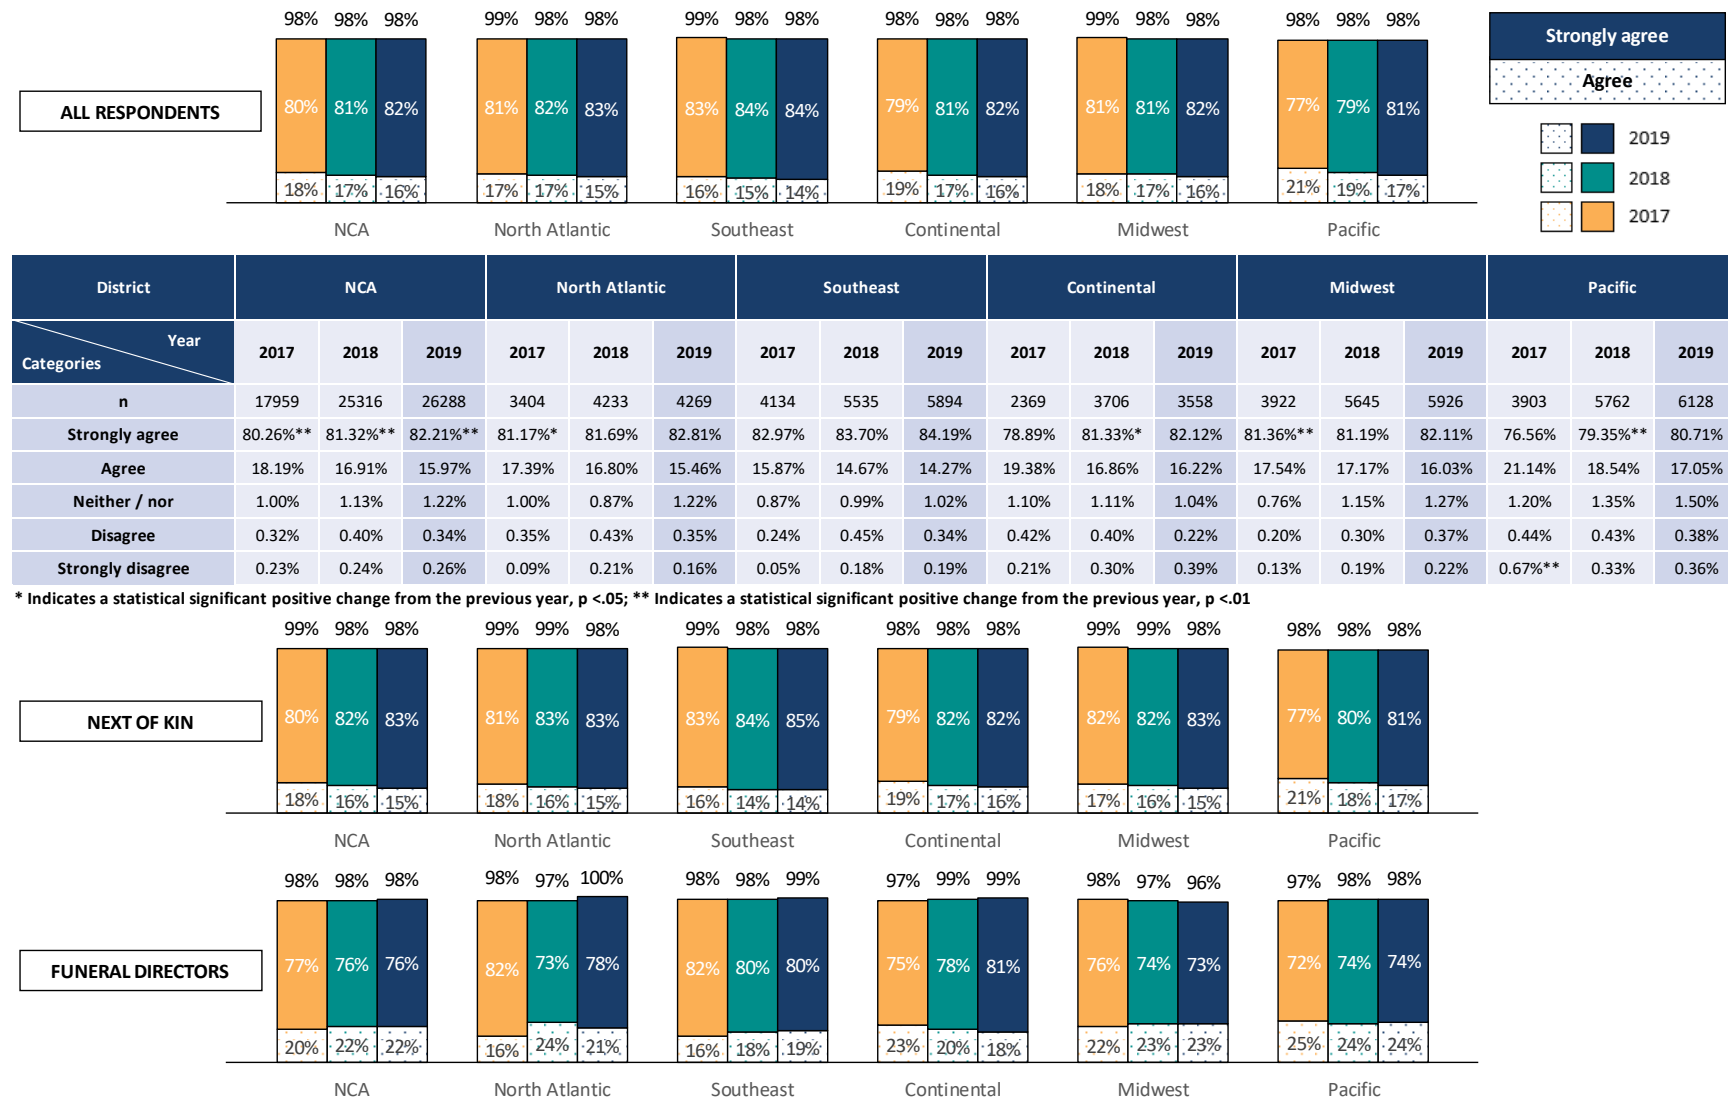 98% 98% 98% 99% 98% 98% 99% 98% 98% 98% 98% 98% 99% 98% 98% 98% 98% 98%
Strongly agree
Agree
ALL RESPONDENTS
80% 81% 82% 81% 82% 83% 83% 84% 84% 79% 81% 82% 81% 81% 82% 77% 79% 81%
2019
2018
2017
18% 17% 16% 17% 17% 15% 16% 15% 14% 19% 17% 16% 18% 17% 16% 21% 19% 17%
NCA North Atlantic Southeast Continental Midwest Pacific
District NCA North Atlantic Southeast Continental Midwest Pacific
Year
Categories
2017 2018 2019 2017 2018 2019 2017 2018 2019 2017 2018 2019 2017 2018 2019 2017 2018 2019
n 17959 25316 26288 3404 4233 4269 4134 5535 5894 2369 3706 3558 3922 5645 5926 3903 5762 6128
Strongly agree 80.26%** 81.32%** 82.21%** 81.17%* 81.69% 82.81% 82.97% 83.70% 84.19% 78.89% 81.33%* 82.12% 81.36%** 81.19% 82.11% 76.56% 79.35%** 80.71%
Agree 18.19% 16.91% 15.97% 17.39% 16.80% 15.46% 15.87% 14.67% 14.27% 19.38% 16.86% 16.22% 17.54% 17.17% 16.03% 21.14% 18.54% 17.05%
Neither / nor 1.00% 1.13% 1.22% 1.00% 0.87% 1.22% 0.87% 0.99% 1.02% 1.10% 1.11% 1.04% 0.76% 1.15% 1.27% 1.20% 1.35% 1.50%
Disagree 0.32% 0.40% 0.34% 0.35% 0.43% 0.35% 0.24% 0.45% 0.34% 0.42% 0.40% 0.22% 0.20% 0.30% 0.37% 0.44% 0.43% 0.38%
Strongly disagree 0.23% 0.24% 0.26% 0.09% 0.21% 0.16% 0.05% 0.18% 0.19% 0.21% 0.30% 0.39% 0.13% 0.19% 0.22% 0.67%** 0.33% 0.36%
* Indicates a statistical significant positive change from the previous year, p <.05; ** Indicates a statistical significant positive change from the previous year, p <.01
99% 98% 98% 99% 99% 98% 99% 98% 98% 98% 98% 98% 99% 99% 98% 98% 98% 98%
NEXT OF KIN
80% 82% 83% 81% 83% 83% 83% 84% 85% 79% 82% 82% 82% 82% 83% 77% 80% 81%
18% 16% 15% 18% 16% 15% 16% 14% 14% 19% 17% 16% 17% 16% 15% 21% 18% 17%
NCA North Atlantic Southeast Continental Midwest Pacific
98% 98% 98% 98% 97% 100% 98% 98% 99% 97% 99% 99% 98% 97% 96% 97% 98% 98%
FUNERAL DIRECTORS
77% 76% 76% 82% 73% 78% 82% 80% 80% 75% 78% 81% 76% 74% 73% 72% 74% 74%
20% 22% 22% 16% 24% 21% 16% 18% 19% 23% 20% 18% 22% 23% 23% 25% 24% 24%
NCA North Atlantic Southeast Continental Midwest Pacific